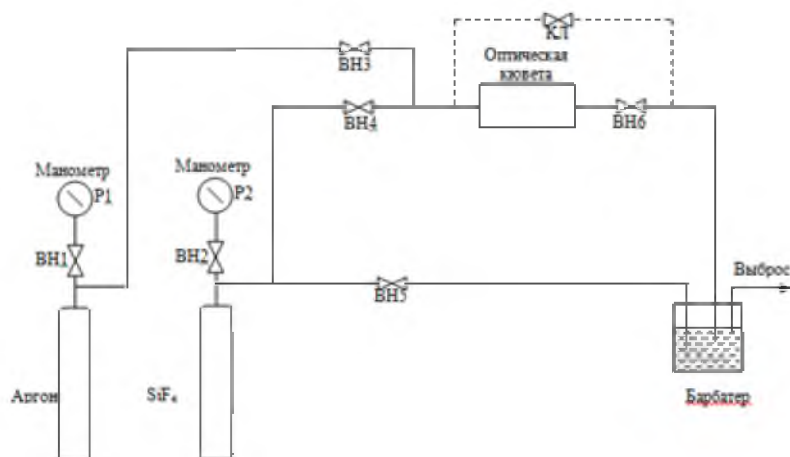 КЛ
Оптическая
кювета
ВН3
ВН4
ВН6
Манометр
Р1
Манометр
Р2
ВН1
ВН2
ВН5
Выброс
Аргон
SiF₄
Барбатер